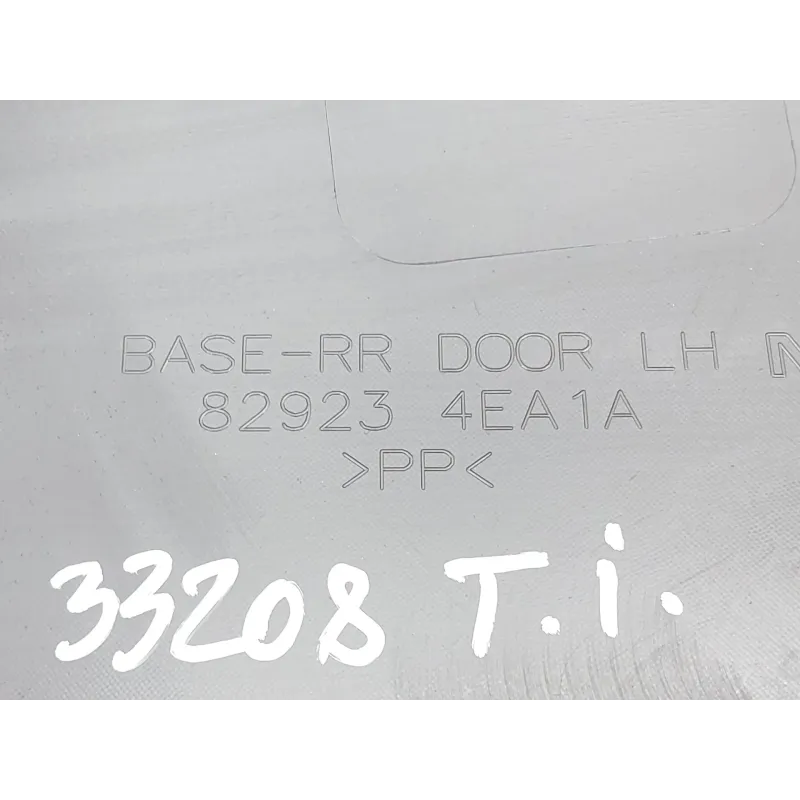 BASE-RR DOOR LH
82923 4EA1A
>PP<
33208 T.i.